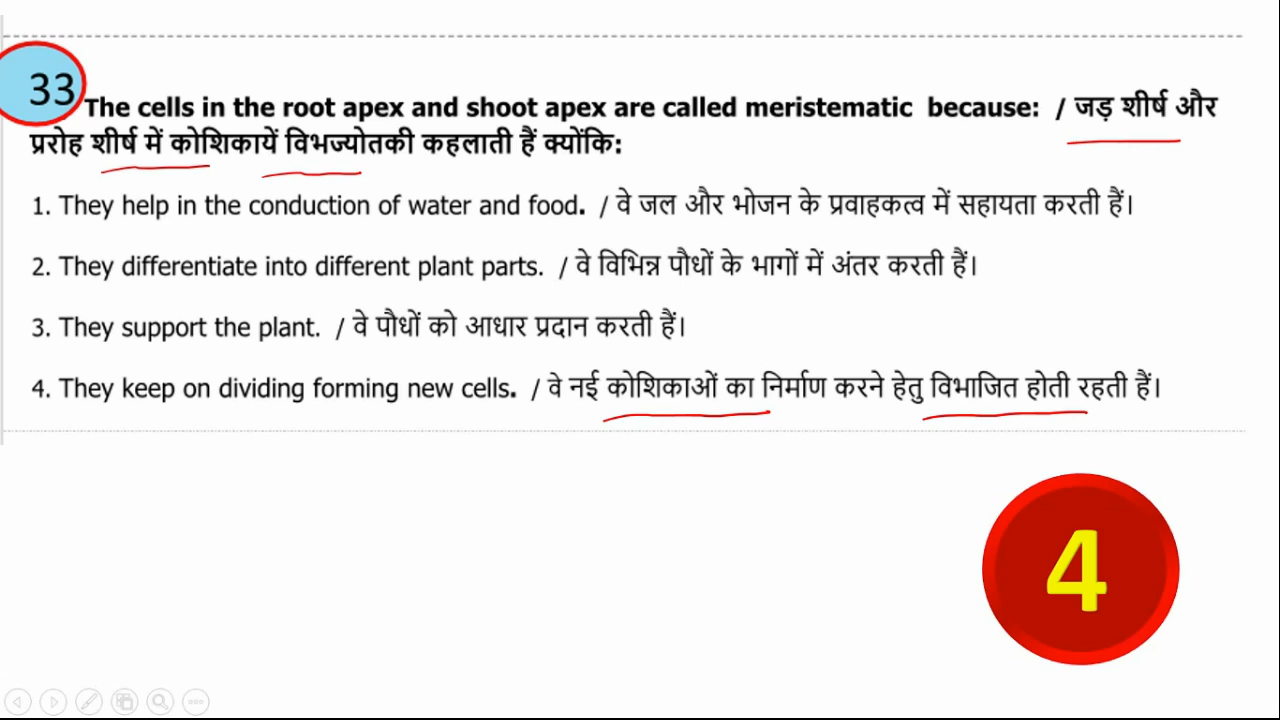 33
The cells in the root apex and shoot apex are called meristematic because: / जड़ शीर्ष और
प्ररोह शीर्ष में कोशिकायें विभज्योतकी कहलाती हैं क्योंकि:
1. They help in the conduction of water and food. / वे जल और भोजन के प्रवाहकत्व में सहायता करती हैं।
2. They differentiate into different plant parts. / वे विभिन्न पौधों के भागों में अंतर करती हैं।
3. They support the plant. / वे पौधों को आधार प्रदान करती हैं।
4. They keep on dividing forming new cells. / वे नई कोशिकाओं का निर्माण करने हेतु विभाजित होती रहती हैं।
4